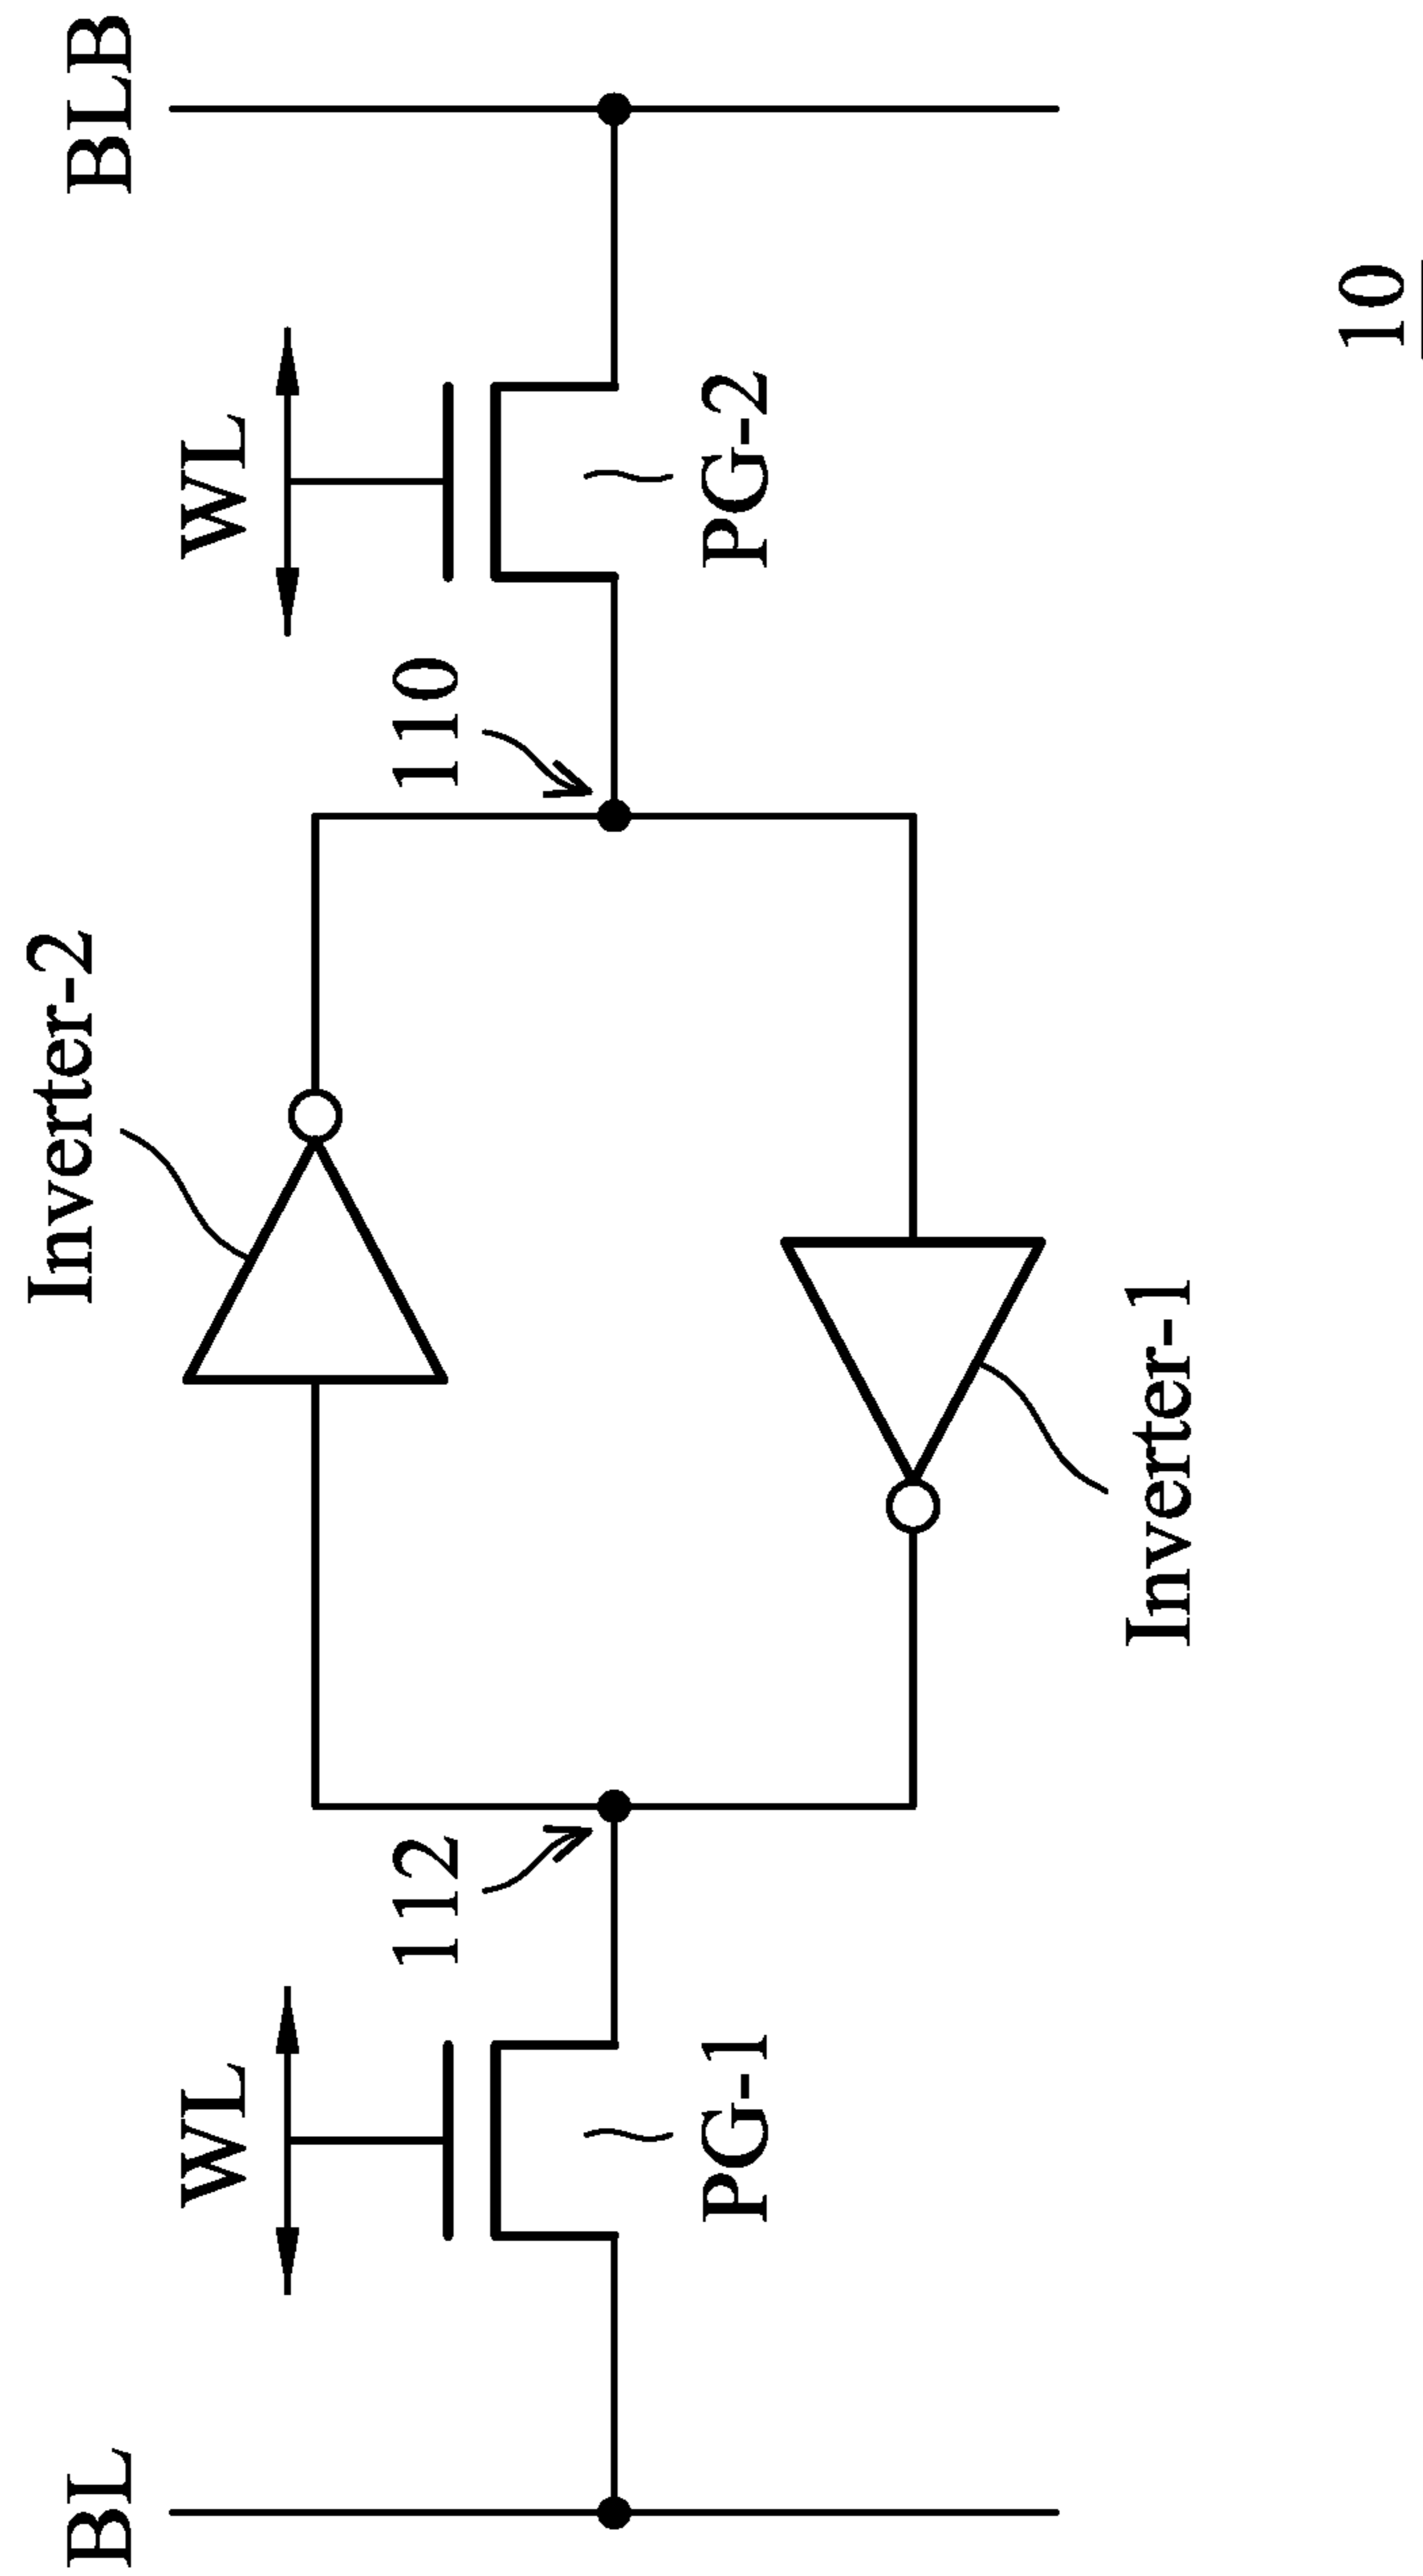 Inverter-2
BL
WL
WL
BLB
112
110
PG-1
PG-2
Inverter-1
10